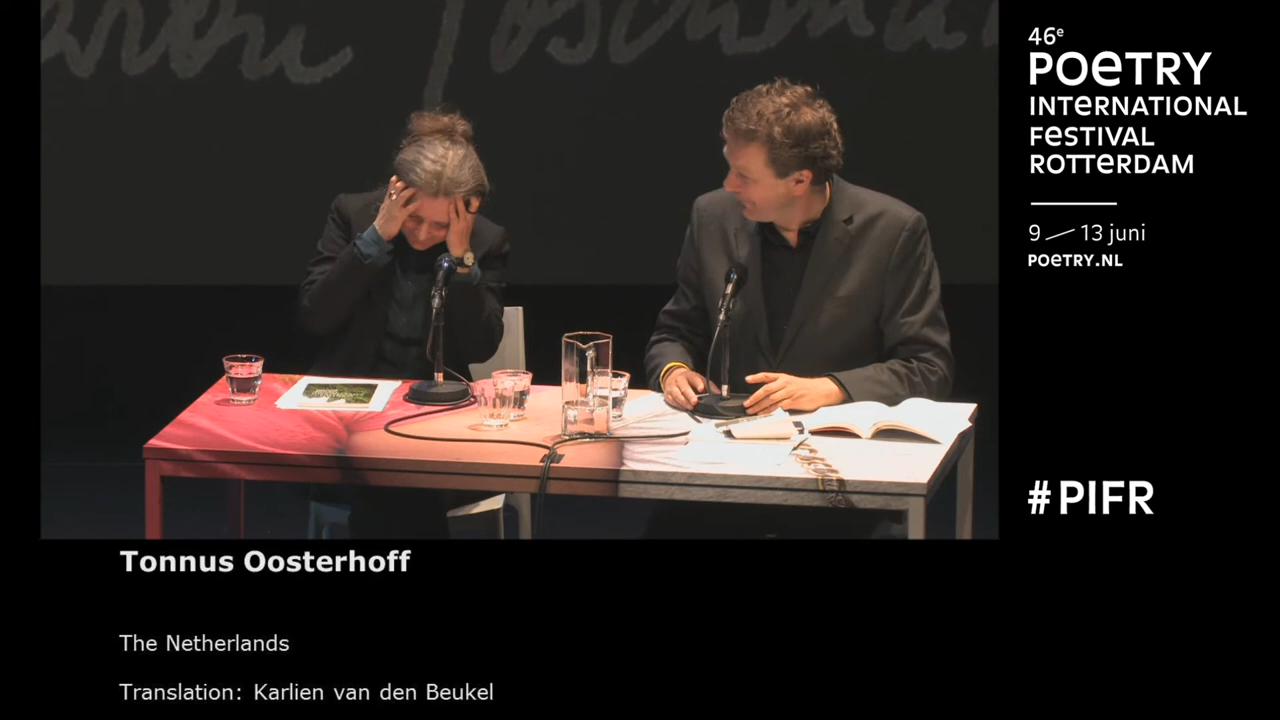 46e
POeTRY
INTeRNATIONAL
FeSTIVAL
ROTTeRDAM
9 — 13 juni
POeTRY.NL
#PIFR
Tonnus Oosterhoff
The Netherlands
Translation: Karlien van den Beukel